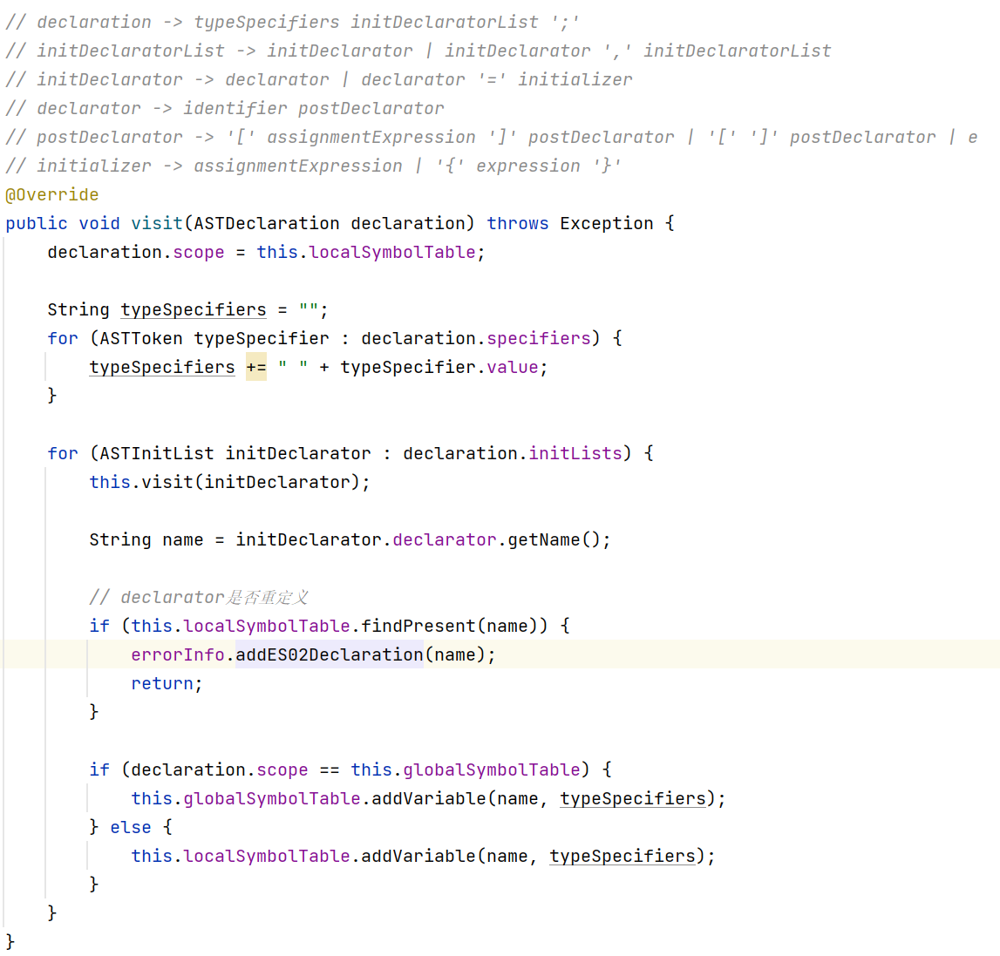 // declaration -> typeSpecifiers initDeclaratorList ';'
// initDeclaratorList -> initDeclarator | initDeclarator ',' initDeclaratorList
// initDeclarator -> declarator | declarator '=' initializer
// declarator -> identifier postDeclarator
// postDeclarator -> '[' assignmentExpression ']' postDeclarator | '[' ']' postDeclarator | e
// initializer -> assignmentExpression | '{' expression '}'
@Override
public void visit(ASTDeclaration declaration) throws Exception {
    declaration.scope = this.localSymbolTable;

    String typeSpecifiers = "";
    for (ASTToken typeSpecifier : declaration.specifiers) {
        typeSpecifiers += " " + typeSpecifier.value;
    }

    for (ASTInitList initDeclarator : declaration.initLists) {
        this.visit(initDeclarator);

        String name = initDeclarator.declarator.getName();

        // declarator是否重定义
        if (this.localSymbolTable.findPresent(name)) {
            errorInfo.addES02Declaration(name);
            return;
        }

        if (declaration.scope == this.globalSymbolTable) {
            this.globalSymbolTable.addVariable(name, typeSpecifiers);
        } else {
            this.localSymbolTable.addVariable(name, typeSpecifiers);
        }
    }
}